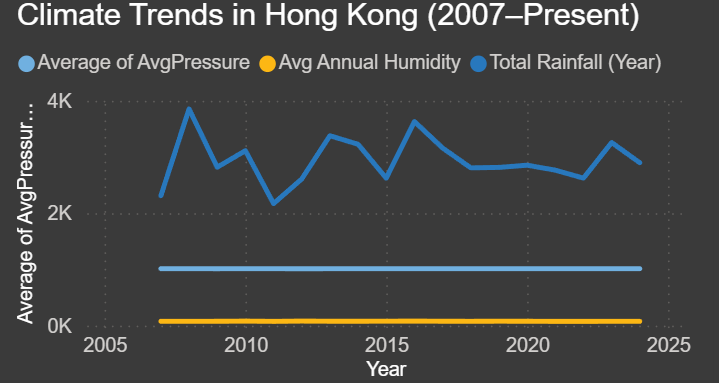 Climate Trends in Hong Kong (2007–Present)
Average of AvgPressure Avg Annual Humidity Total Rainfall (Year)
Average of AvgPressur...
4K
2K
0K
2005 2010 2015 2020 2025
Year